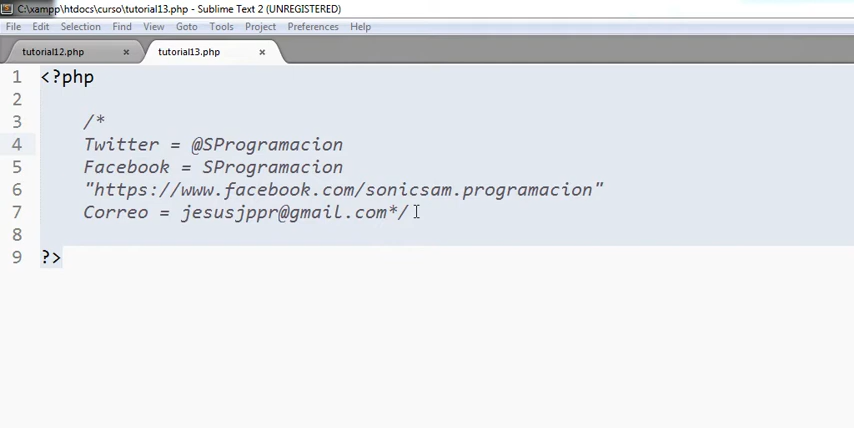 C:\xampp\htdocs\curso\tutorial13.php - Sublime Text 2 (UNREGISTERED)
File Edit Selection Find View Goto Tools Project Preferences Help
tutorial12.php × tutorial13.php ×
1 <?php
2
3 /*
4 Twitter = @SProgramacion
5 Facebook = SProgramacion
6 "https://www.facebook.com/sonicsam.programacion"
7 Correo = jesusjppr@gmail.com*/
8
9 ?>